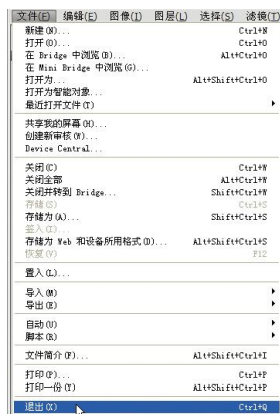 文件(F) 编辑(E) 图像(I) 图层(L) 选择(S) 滤镜(T)
新建(N)... Ctrl+N
打开(O)... Ctrl+O
在 Bridge 中浏览(B)... Alt+Ctrl+O
在 Mini Bridge 中浏览(G)...
打开为... Alt+Shift+Ctrl+O
打开为智能对象...
最近打开文件(T)
共享我的屏幕(H)...
创建新审核(W)...
Device Central...
关闭(C) Ctrl+W
关闭全部 Alt+Ctrl+W
关闭并转到 Bridge... Shift+Ctrl+W
存储(S) Ctrl+S
存储为(A)... Shift+Ctrl+S
签入(I)...
存储为 Web 和设备所用格式(D)... Alt+Shift+Ctrl+S
恢复(V) F12
置入(L)...
导入(M)
导出(E)
自动(U)
脚本(R)
文件简介(F)... Alt+Shift+Ctrl+I
打印(P)... Ctrl+P
打印一份(Y) Alt+Shift+Ctrl+P
退出(X) Ctrl+Q